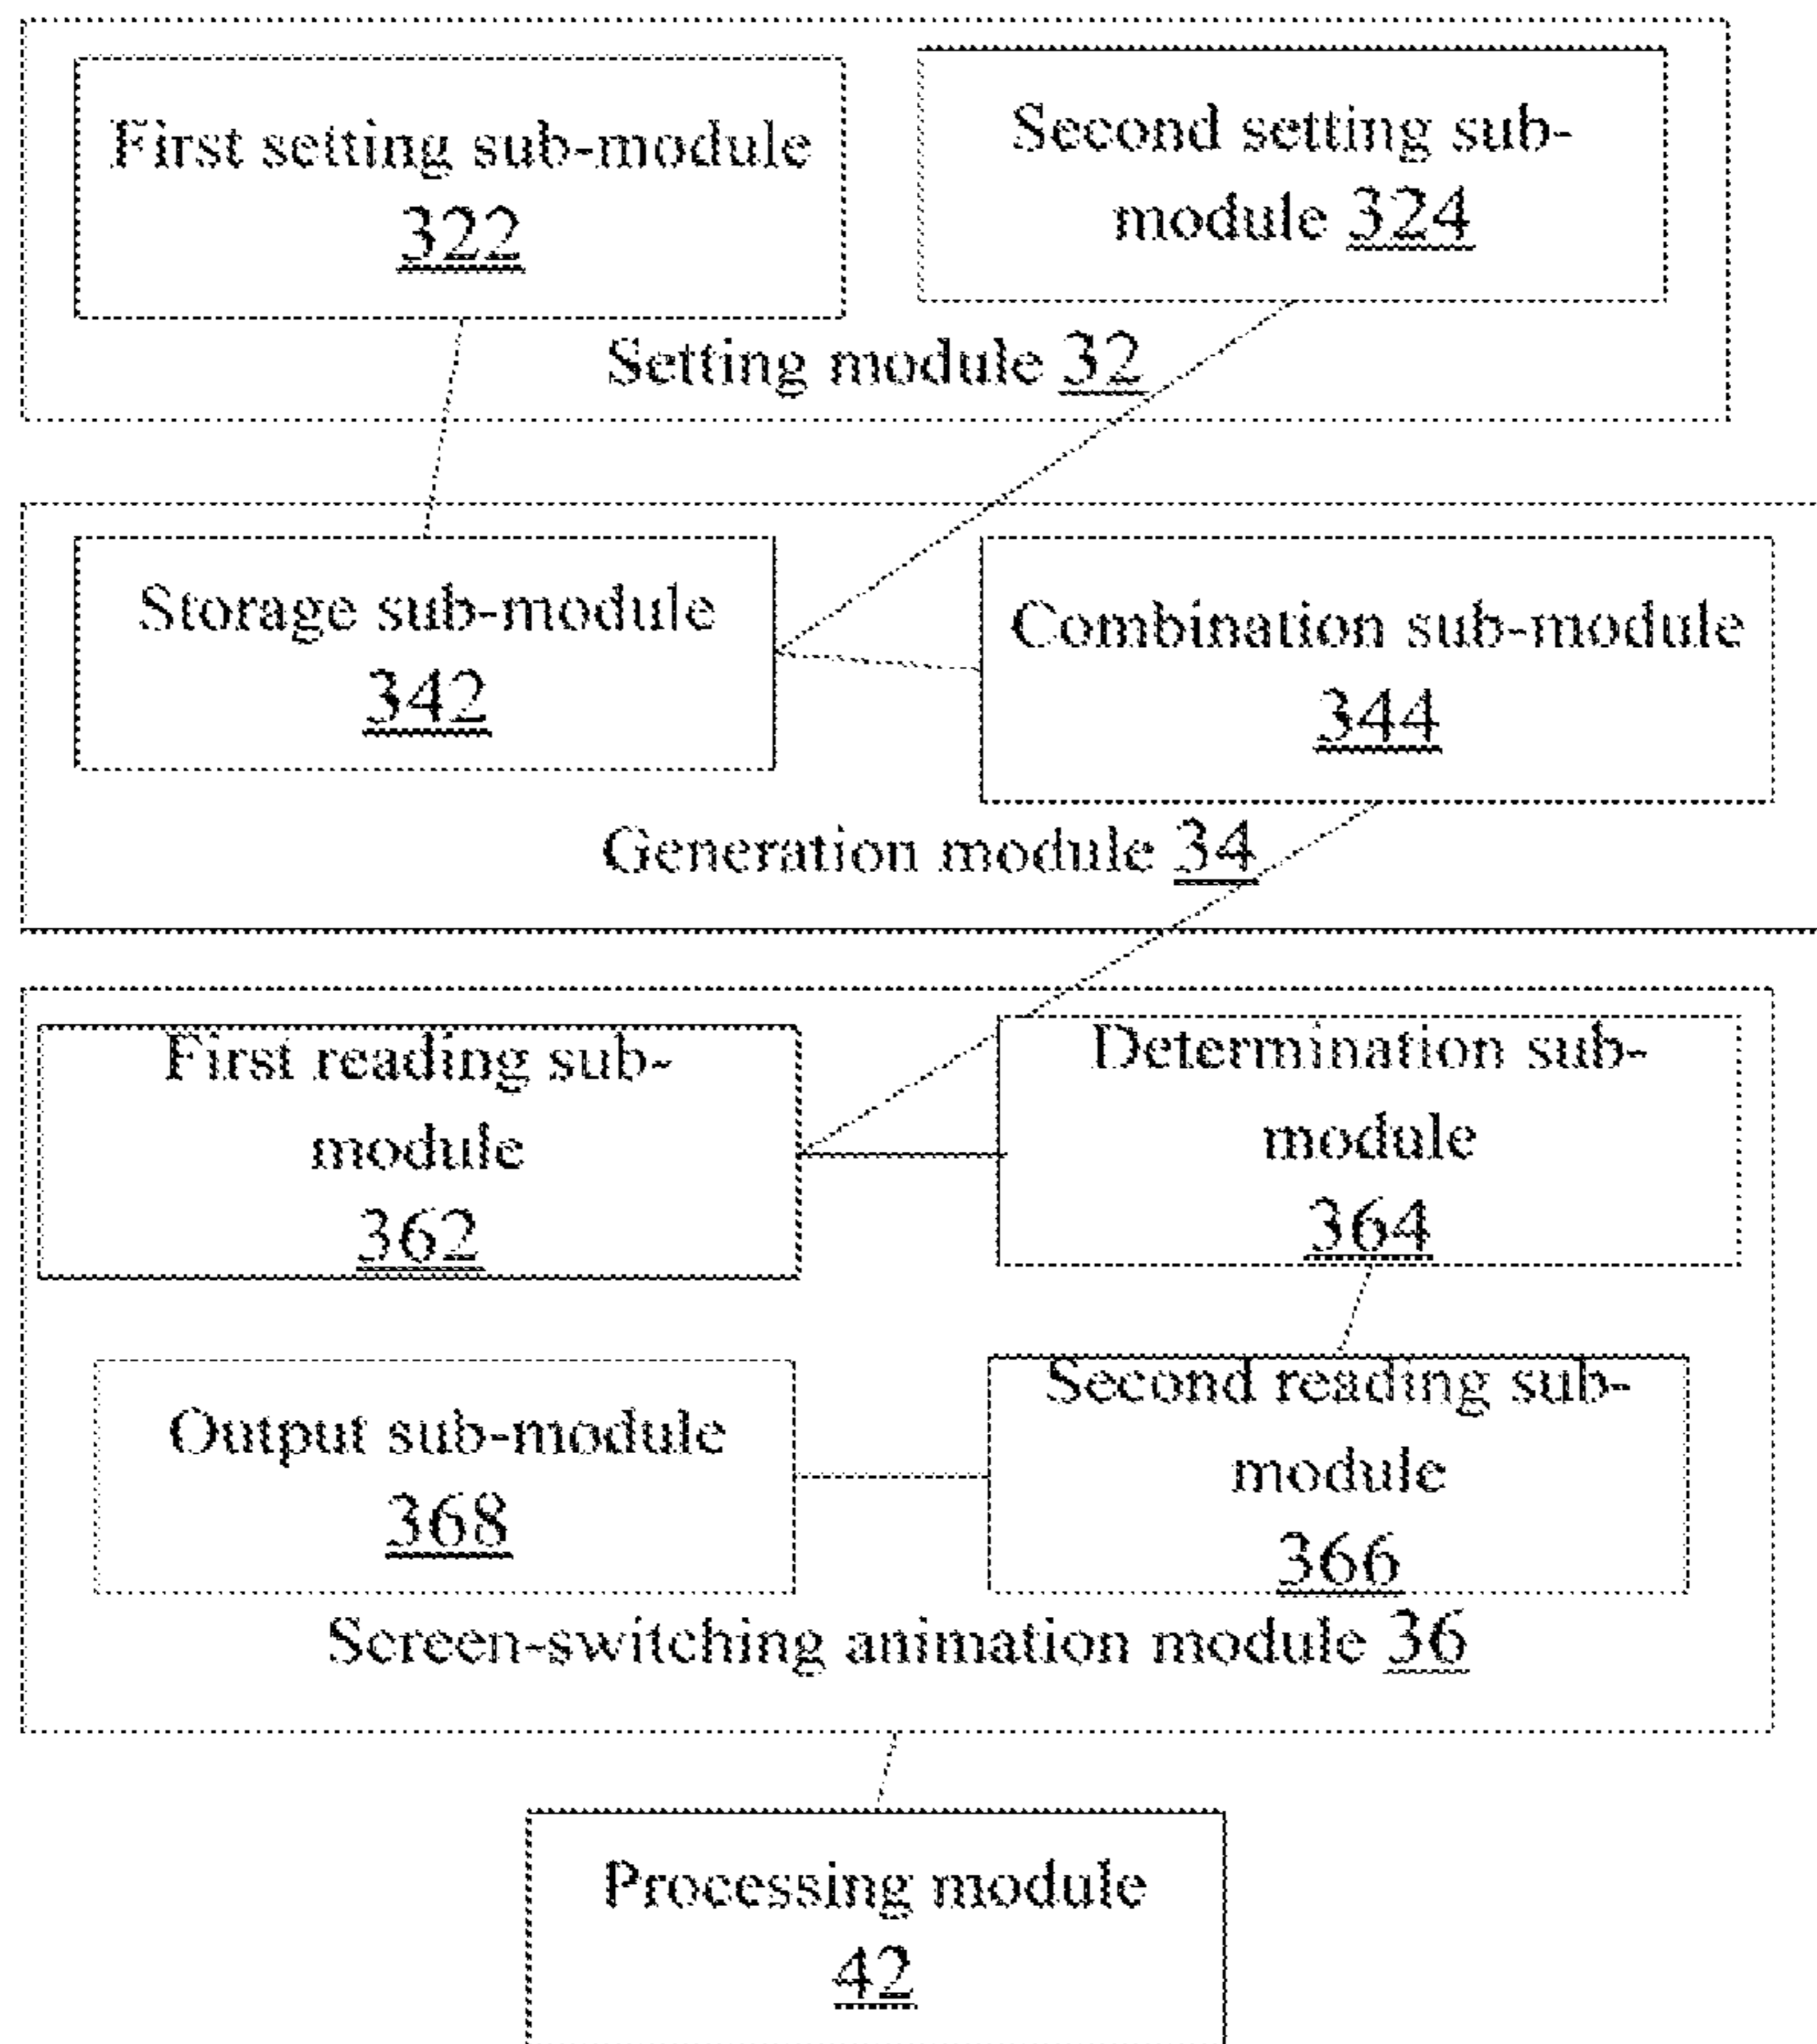 First setting sub-module
322
Second setting sub-
module 324
Setting module 32
Storage sub-module
342
Combination sub-module
344
Generation module 34
First reading sub-
module
362
Determination sub-
module
364
Output sub-module
368
Second reading sub-
module
366
Screen-switching animation module 36
Processing module
42